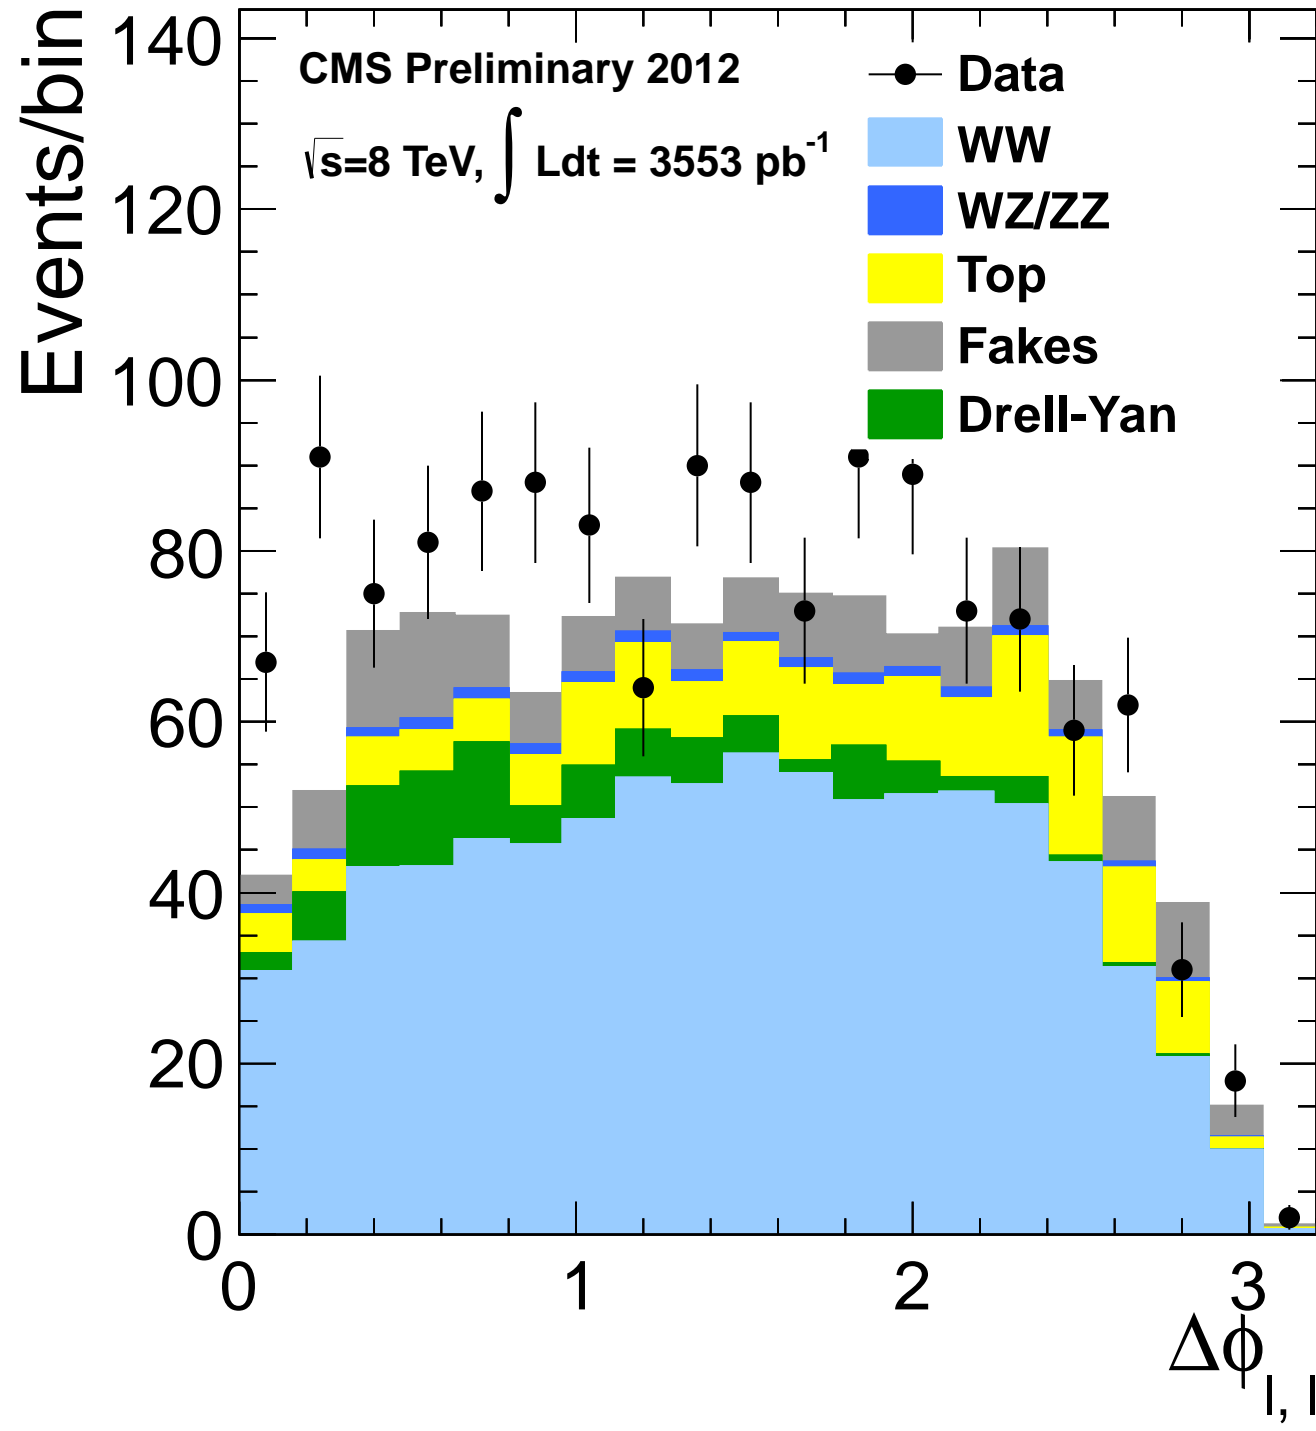 Events/bin
140
120
100
80
60
40
20
0
CMS Preliminary 2012
√s=8 TeV, ∫ Ldt = 3553 pb⁻¹
Data
WW
WZ/ZZ
Top
Fakes
Drell-Yan
0 1 2 3
Δϕ l, l